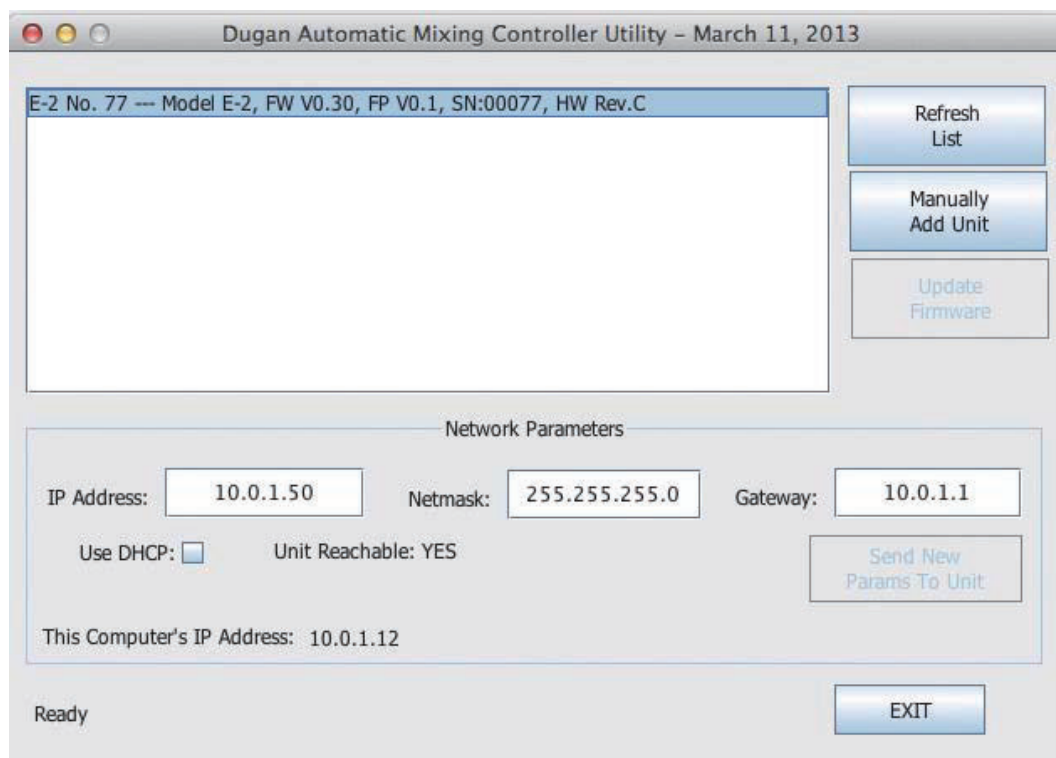 Dugan Automatic Mixing Controller Utility – March 11, 2013
E-2 No. 77 --- Model E-2, FW V0.30, FP V0.1, SN:00077, HW Rev.C
Refresh
List
Manually
Add Unit
Update
Firmware
Network Parameters
IP Address: 10.0.1.50 Netmask: 255.255.255.0 Gateway: 10.0.1.1
Use DHCP: Unit Reachable: YES
Send New
Params To Unit
This Computer's IP Address: 10.0.1.12
Ready
EXIT